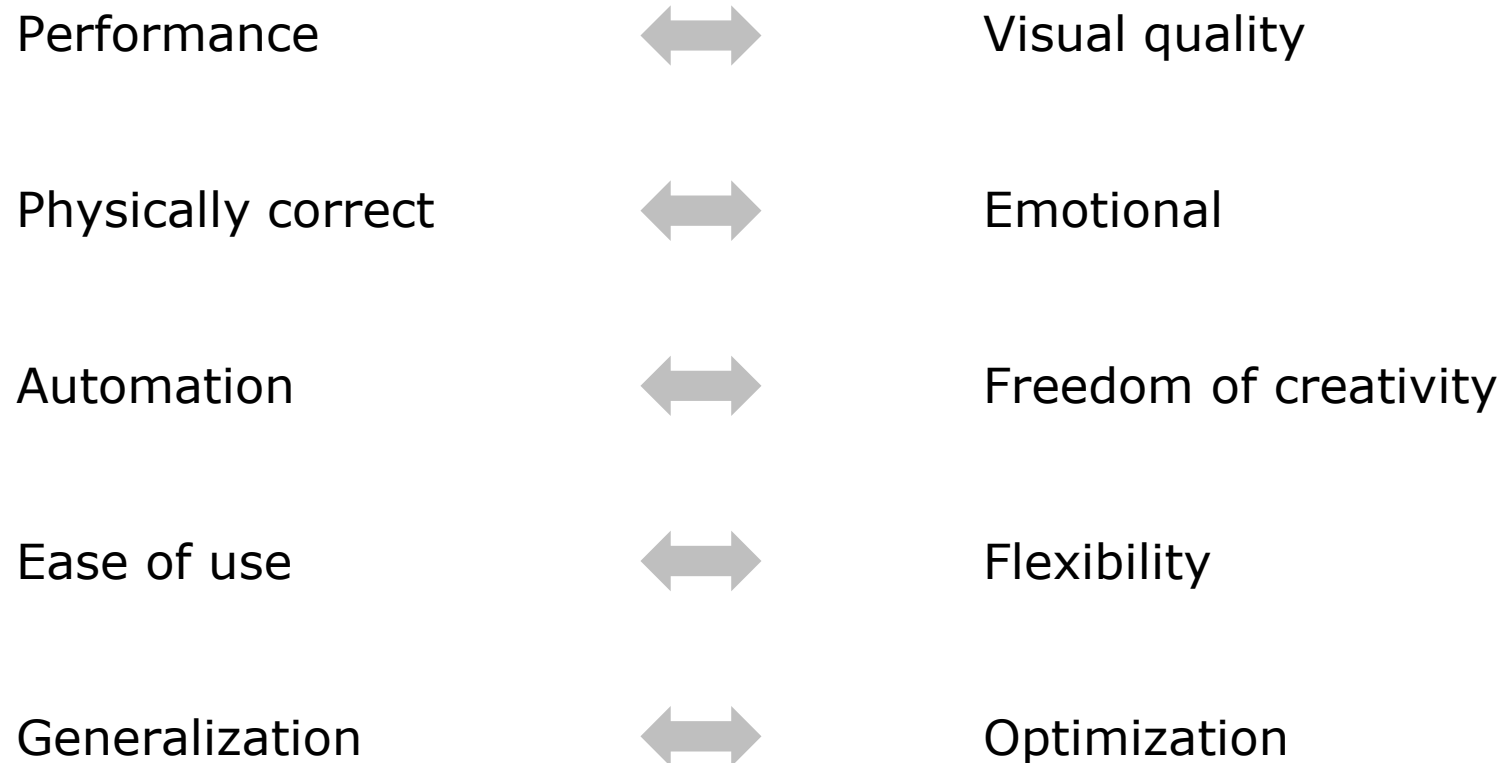 Performance Visual quality
Physically correct Emotional
Automation Freedom of creativity
Ease of use Flexibility
Generalization Optimization